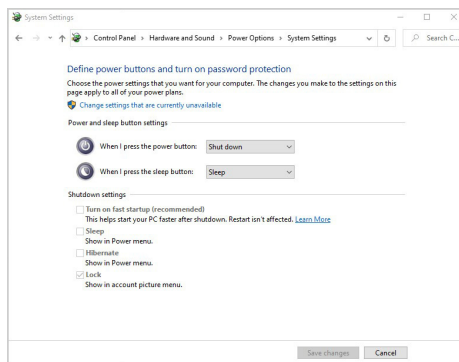 System Settings
Control Panel > Hardware and Sound > Power Options > System Settings
Search C...
Define power buttons and turn on password protection
Choose the power settings that you want for your computer. The changes you make to the settings on this
page apply to all of your power plans.
Change settings that are currently unavailable
Power and sleep button settings
When I press the power button: Shut down
When I press the sleep button: Sleep
Shutdown settings
Turn on fast startup (recommended)
This helps start your PC faster after shutdown. Restart isn't affected. Learn More
Sleep
Show in Power menu.
Hibernate
Show in Power menu.
Lock
Show in account picture menu.
Save changes Cancel